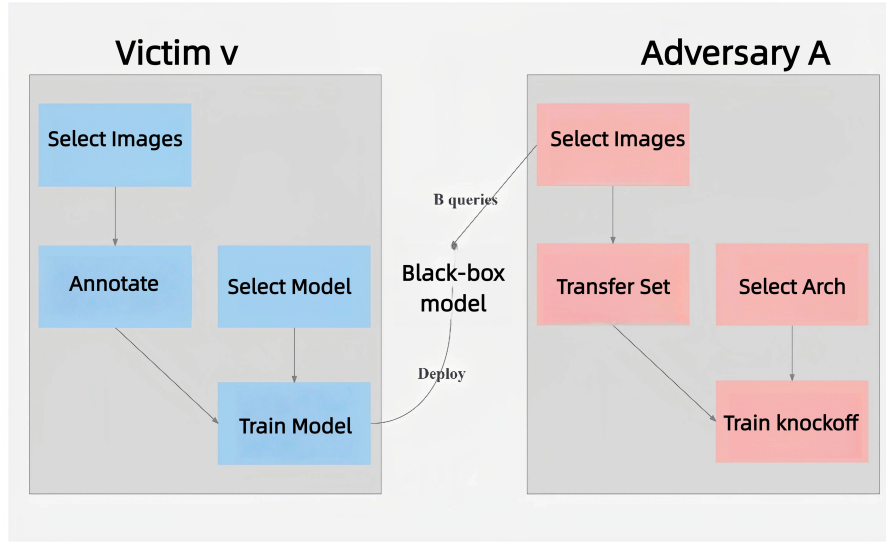 Victim v
Select Images
Annotate
Select Model
Train Model
B queries
Black-box
model
Deploy
Adversary A
Select Images
Transfer Set
Select Arch
Train knockoff